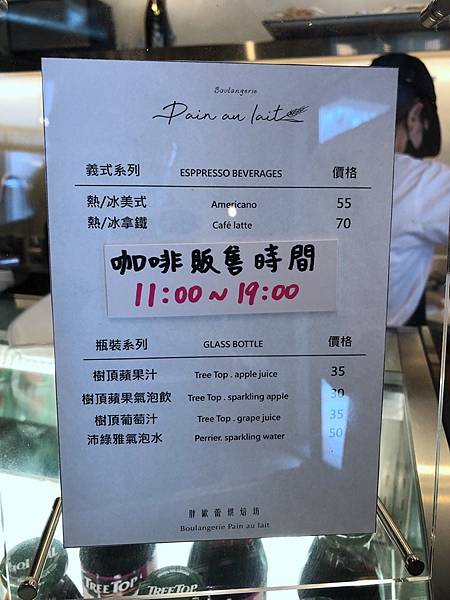 Boulangerie
Pain au lait
義式系列 ESPPRESSO BEVERAGES 價格
熱/冰美式 Americano 55
熱/冰拿鐵 Café latte 70
咖啡販售時間
11:00~19:00
瓶裝系列 GLASS BOTTLE 價格
樹頂蘋果汁 Tree Top . apple juice 35
樹頂蘋果氣泡飲 Tree Top . sparkling apple 30
樹頂葡萄汁 Tree Top . grape juice 35
沛綠雅氣泡水 Perrier. sparkling water 50
胖歐蕾烘焙坊
Boulangerie Pain au lait
TREE TOP
TREE TOP